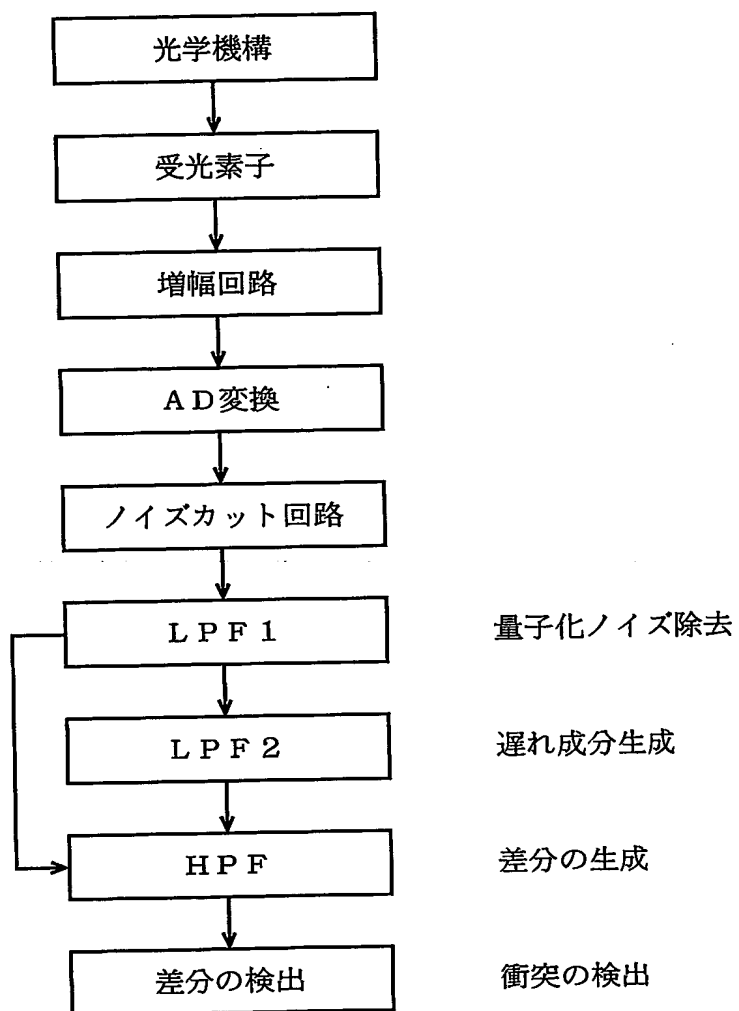 光学機構
受光素子
増幅回路
AD変換
ノイズカット回路
LPF1 量子化ノイズ除去
LPF2 遅れ成分生成
HPF 差分の生成
差分の検出 衝突の検出